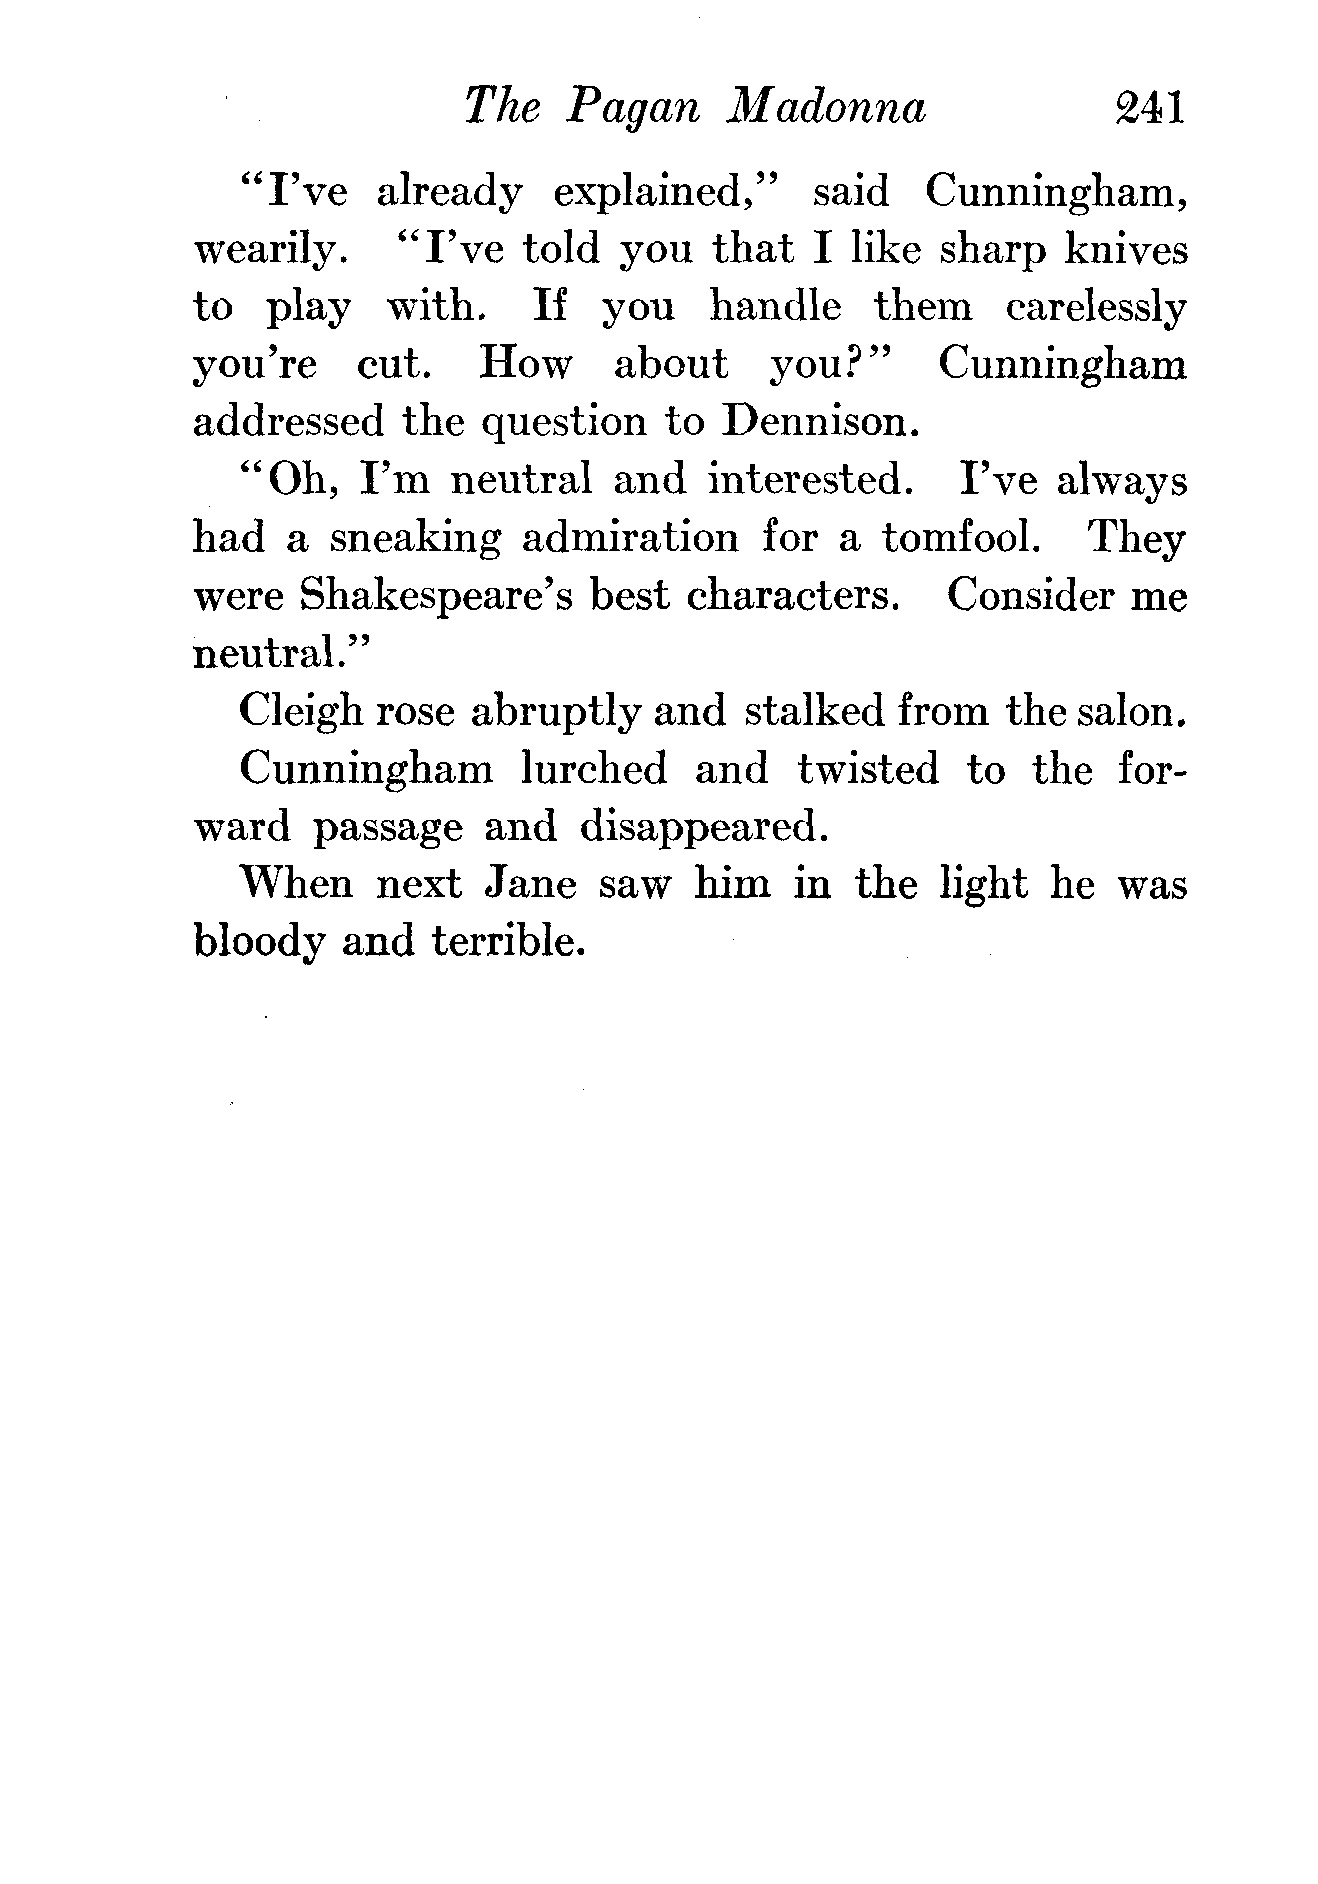 The Pagan Madonna 241
“I’ve already explained,” said Cunningham,
wearily. “I’ve told you that I like sharp knives
to play with. If you handle them carelessly
you’re cut. How about you?” Cunningham
addressed the question to Dennison.
“Oh, I’m neutral and interested. I’ve always
had a sneaking admiration for a tomfool. They
were Shakespeare’s best characters. Consider me
neutral.”
Cleigh rose abruptly and stalked from the salon.
Cunningham lurched and twisted to the for-
ward passage and disappeared.
When next Jane saw him in the light he was
bloody and terrible.